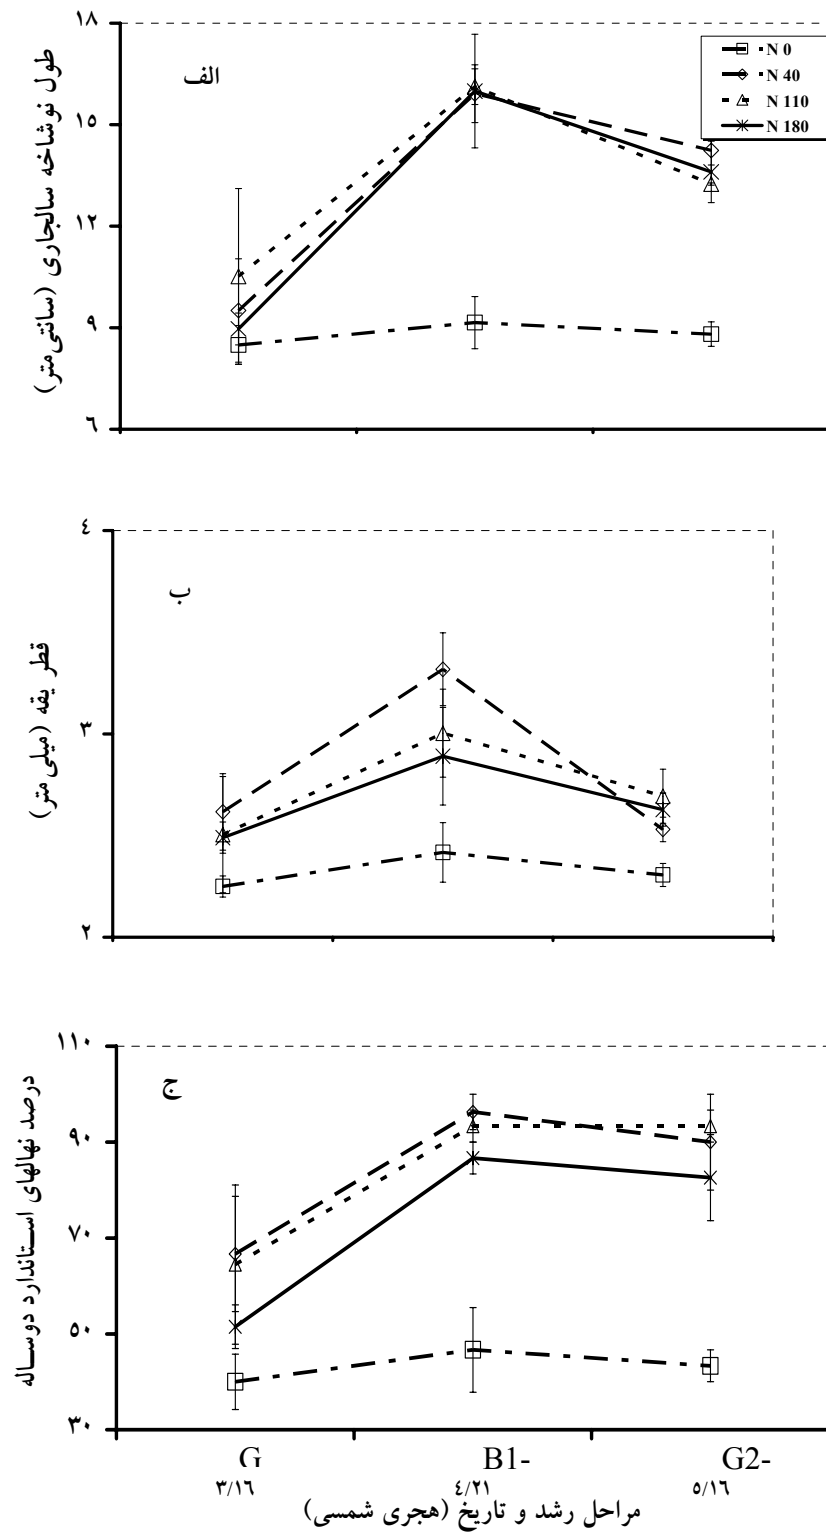 ۱۸
الف
N 0
N 40
N 110
N 180
۱۵
۱۲
۹
۶
طول نوشاخه سالجاری (سانتی‌متر)
۴
ب
۳
۲
قطر یقه (میلی‌متر)
۱۱۰
ج
۹۰
۷۰
۵۰
۳۰
درصد نهالهای استاندارد دوساله
G B1- G2-
۳/۱۶ ۴/۲۱ ۵/۱۶
مراحل رشد و تاریخ (هجری شمسی)